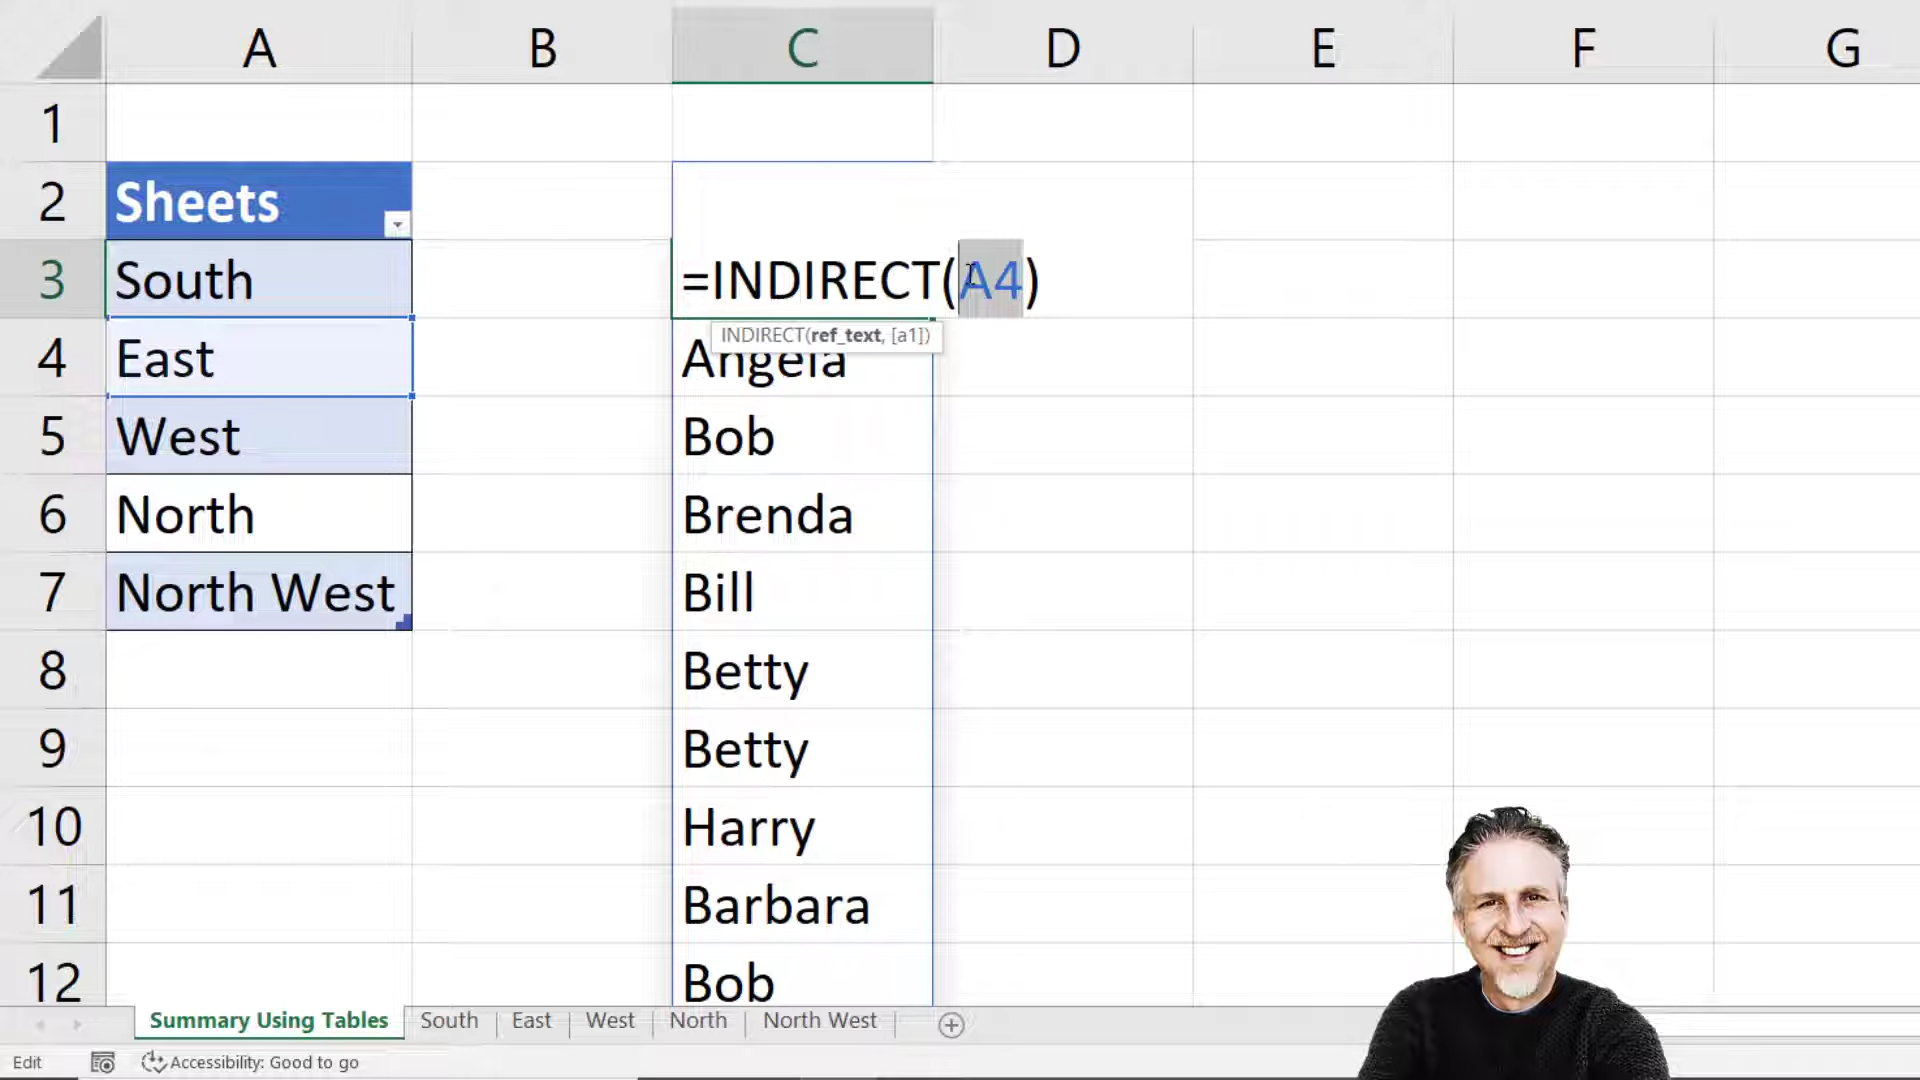 A B C D E F G
1
2 Sheets
3 South =INDIRECT(A4)
INDIRECT(ref_text, [a1])
4 East Angela
5 West Bob
6 North Brenda
7 North West Bill
8 Betty
9 Betty
10 Harry
11 Barbara
12 Bob
Summary Using Tables South East West North North West
Edit Accessibility: Good to go